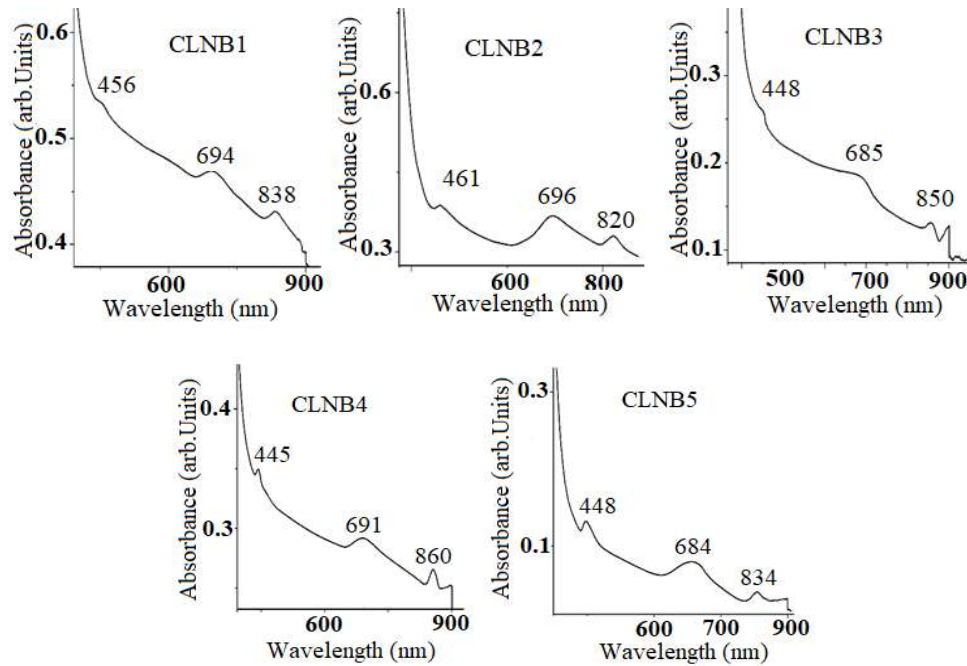 CLNB1
0.6
456
0.5
694
838
0.4
600
900
Wavelength (nm)
Absorbance (arb.Units)
CLNB2
0.6
461
696
820
0.3
600
800
Wavelength (nm)
Absorbance (arb.Units)
CLNB3
0.3
448
0.2
685
850
0.1
500
700
900
Wavelength (nm)
Absorbance (arb.Units)
CLNB4
0.4
445
0.3
691
860
600
900
Wavelength (nm)
Absorbance (arb.Units)
CLNB5
0.3
448
684
0.1
834
600
700
900
Wavelength (nm)
Absorbance (arb.Units)